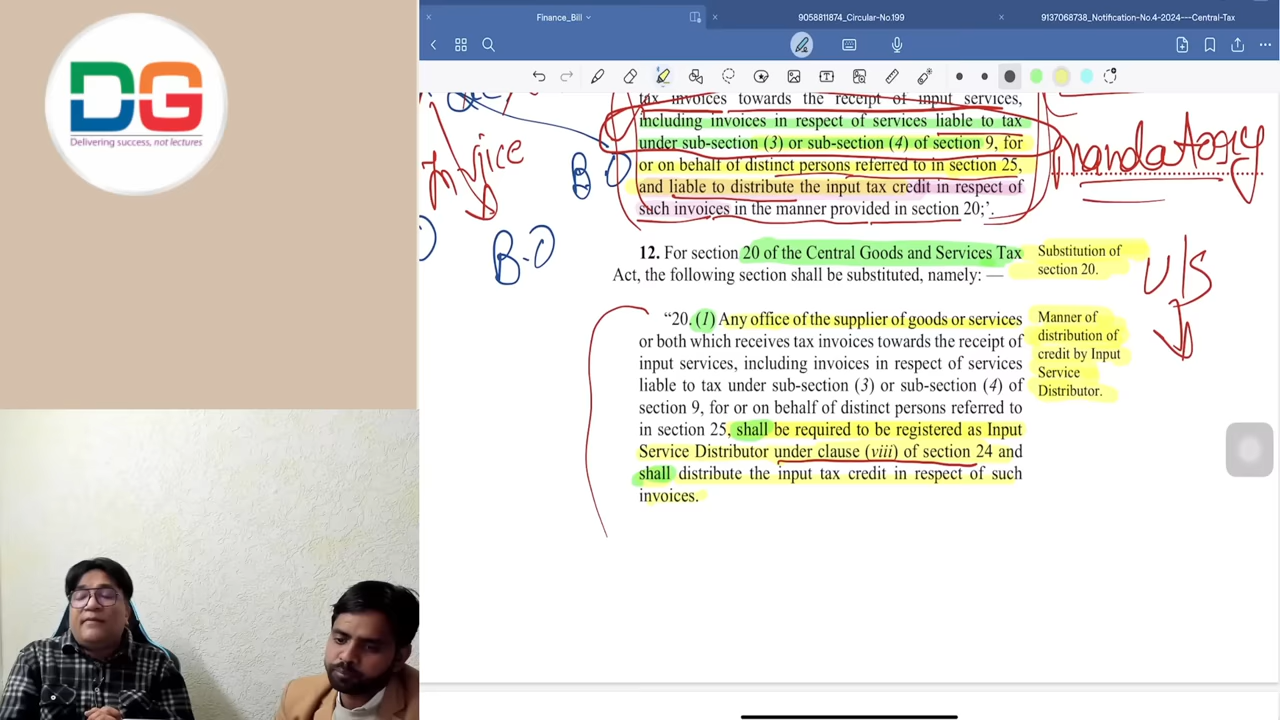 DG
Delivering success, not lectures
Finance_Bill
9058811874_Circular-No.199
9137068738_Notification-No.4-2024---Central-Tax
tax invoices towards the receipt of input services,
including invoices in respect of services liable to tax
under sub-section (3) or sub-section (4) of section 9, for
or on behalf of distinct persons referred to in section 25,
and liable to distribute the input tax credit in respect of
such invoices in the manner provided in section 20;’.
Invoice
B.O
B.O
mandatory
12. For section 20 of the Central Goods and Services Tax
Act, the following section shall be substituted, namely: —
Substitution of
section 20.
U/S
“20. (1) Any office of the supplier of goods or services
or both which receives tax invoices towards the receipt of
input services, including invoices in respect of services
liable to tax under sub-section (3) or sub-section (4) of
section 9, for or on behalf of distinct persons referred to
in section 25, shall be required to be registered as Input
Service Distributor under clause (viii) of section 24 and
shall distribute the input tax credit in respect of such
invoices.
Manner of
distribution of
credit by Input
Service
Distributor.